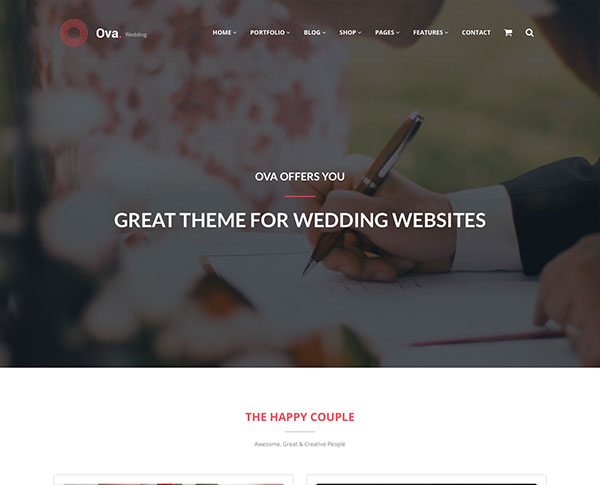 Ova. Wedding
HOME PORTFOLIO BLOG SHOP PAGES FEATURES CONTACT
OVA OFFERS YOU
GREAT THEME FOR WEDDING WEBSITES
THE HAPPY COUPLE
Awesome, Great & Creative People